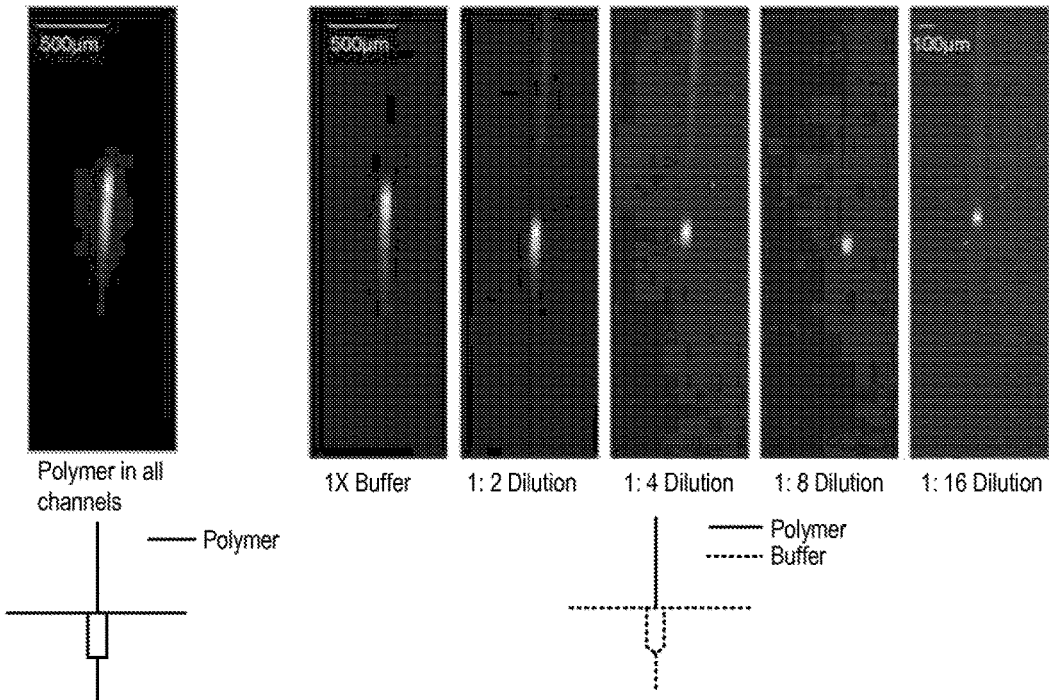 500µm
500µm
100µm
Polymer in all
channels
1X Buffer
1: 2 Dilution
1: 4 Dilution
1: 8 Dilution
1: 16 Dilution
Polymer
Polymer
Buffer